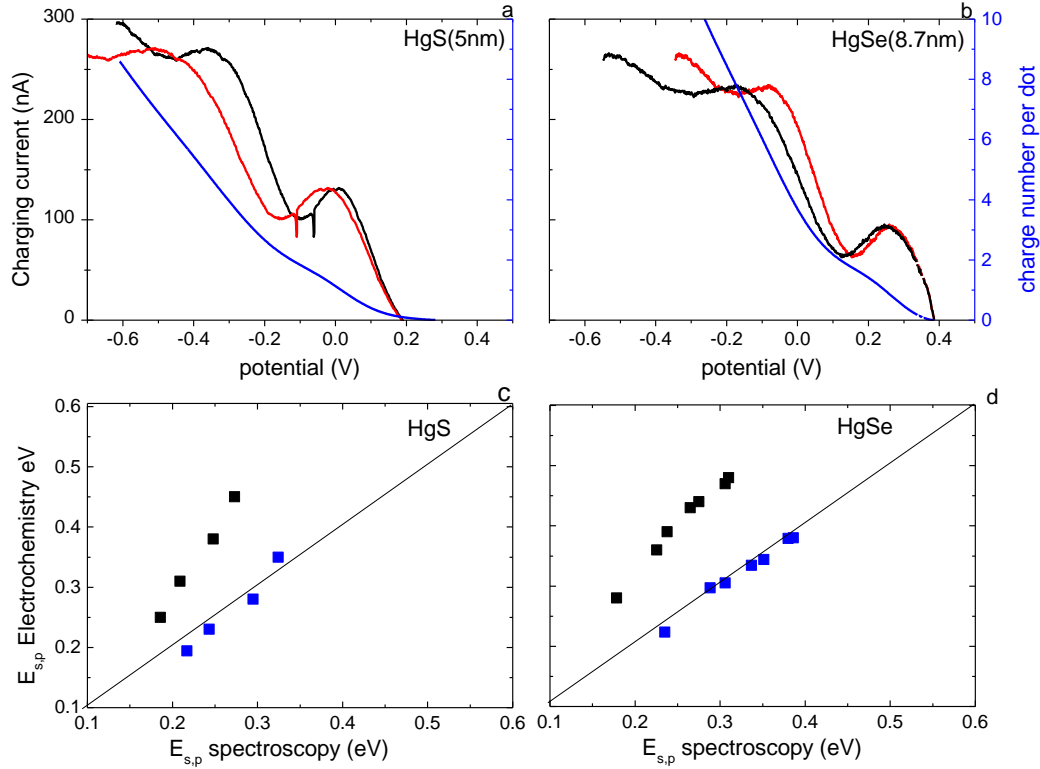 a
HgS(5nm)
300
200
100
0
Charging current (nA)
-0.6 -0.4 -0.2 0.0 0.2 0.4
potential (V)
b
HgSe(8.7nm)
10
8
6
4
2
0
charge number per dot
-0.6 -0.4 -0.2 0.0 0.2 0.4
potential (V)
c
HgS
0.6
0.5
0.4
0.3
0.2
0.1
E_s,p Electrochemistry eV
0.1 0.2 0.3 0.4 0.5 0.6
E_s,p spectroscopy (eV)
d
HgSe
0.1 0.2 0.3 0.4 0.5 0.6
E_s,p spectroscopy (eV)